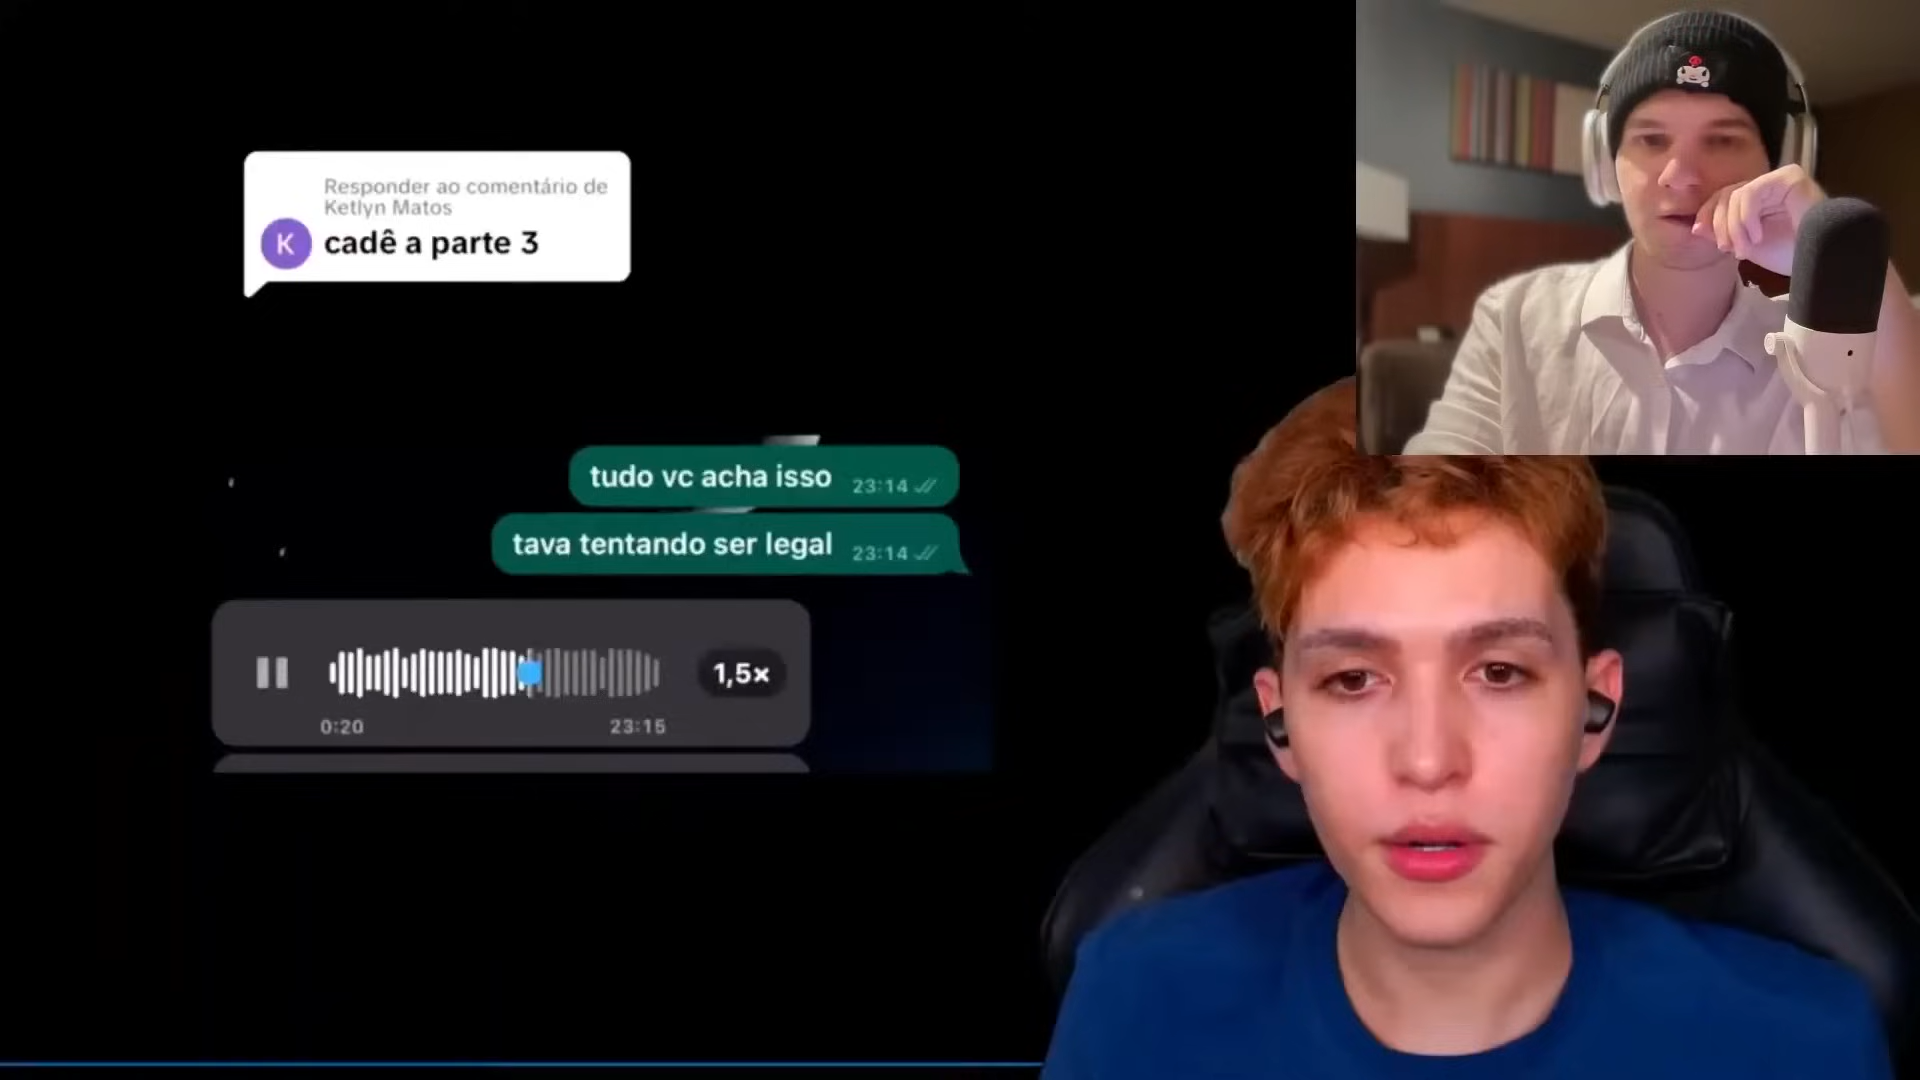 Responder ao comentário de
Ketlyn Matos
K
cadê a parte 3
tudo vc acha isso 23:14
tava tentando ser legal 23:14
1,5×
0:20
23:15